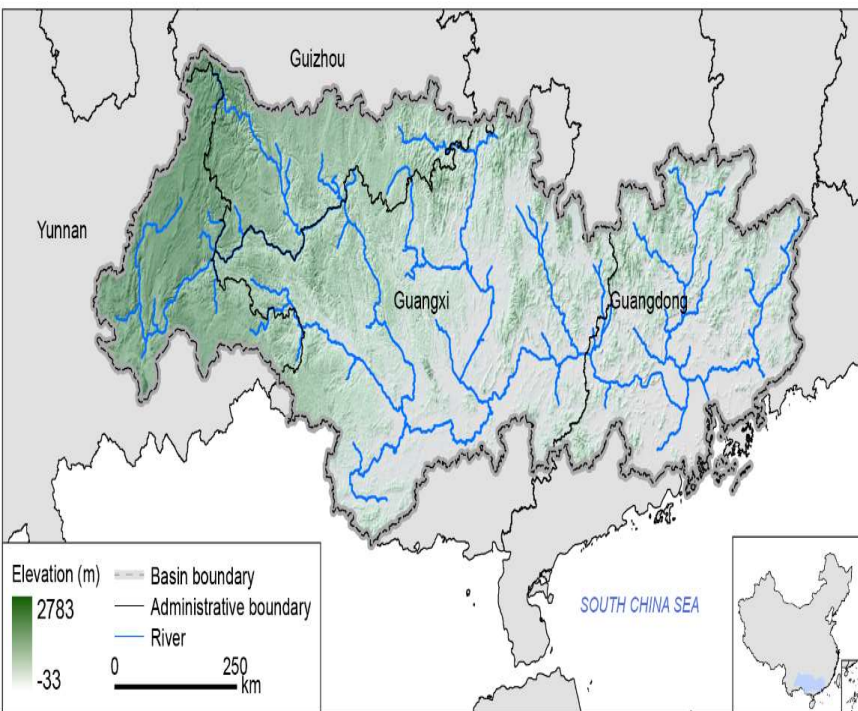 Guizhou
Yunnan
Guangxi
Guangdong
Elevation (m)
2783
-33
Basin boundary
Administrative boundary
River
0 250
km
SOUTH CHINA SEA